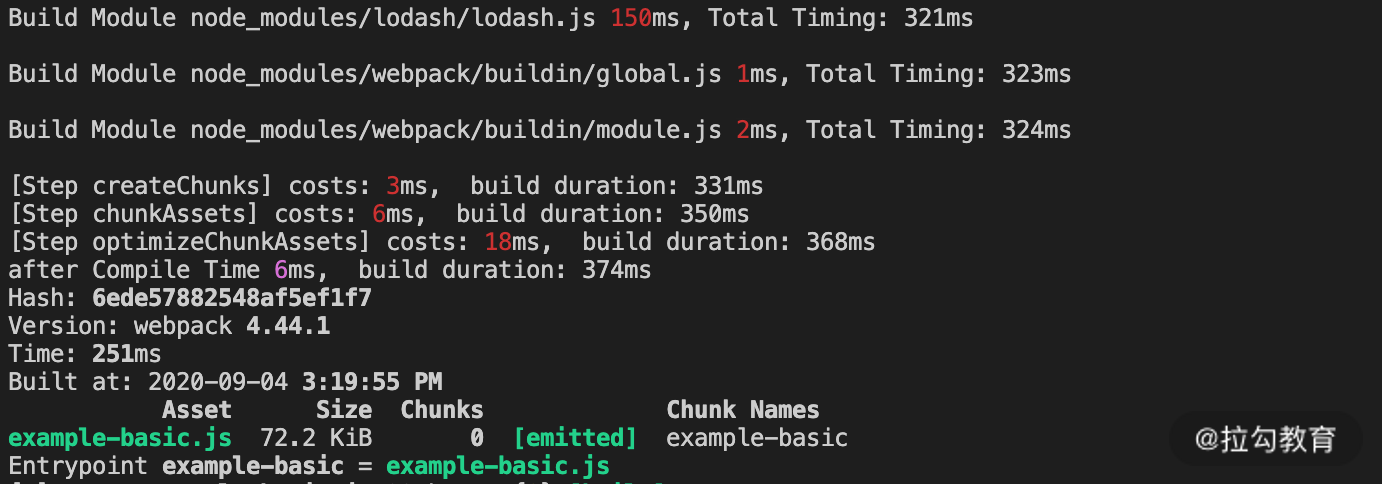 Build Module node_modules/lodash/lodash.js 150ms, Total Timing: 321ms
Build Module node_modules/webpack/buildin/global.js 1ms, Total Timing: 323ms
Build Module node_modules/webpack/buildin/module.js 2ms, Total Timing: 324ms
[Step createChunks] costs: 3ms,  build duration: 331ms
[Step chunkAssets] costs: 6ms,  build duration: 350ms
[Step optimizeChunkAssets] costs: 18ms,  build duration: 368ms
after Compile Time 6ms,  build duration: 374ms
Hash: 6ede57882548af5ef1f7
Version: webpack 4.44.1
Time: 251ms
Built at: 2020-09-04 3:19:55 PM
Asset      Size  Chunks             Chunk Names
example-basic.js  72.2 KiB       0  [emitted]  example-basic
Entrypoint example-basic = example-basic.js
@拉勾教育